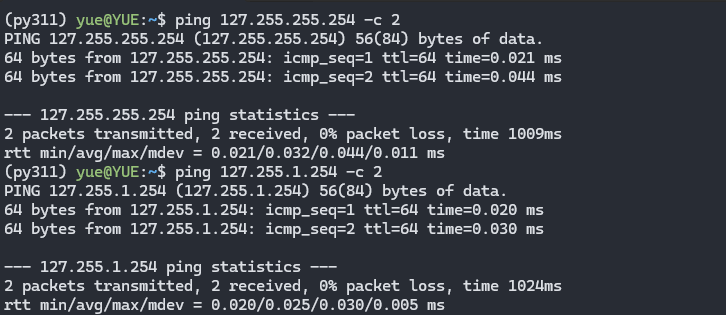 (py311) yue@YUE:~$ ping 127.255.255.254 -c 2
PING 127.255.255.254 (127.255.255.254) 56(84) bytes of data.
64 bytes from 127.255.255.254: icmp_seq=1 ttl=64 time=0.021 ms
64 bytes from 127.255.255.254: icmp_seq=2 ttl=64 time=0.044 ms
--- 127.255.255.254 ping statistics ---
2 packets transmitted, 2 received, 0% packet loss, time 1009ms
rtt min/avg/max/mdev = 0.021/0.032/0.044/0.011 ms
(py311) yue@YUE:~$ ping 127.255.1.254 -c 2
PING 127.255.1.254 (127.255.1.254) 56(84) bytes of data.
64 bytes from 127.255.1.254: icmp_seq=1 ttl=64 time=0.020 ms
64 bytes from 127.255.1.254: icmp_seq=2 ttl=64 time=0.030 ms
--- 127.255.1.254 ping statistics ---
2 packets transmitted, 2 received, 0% packet loss, time 1024ms
rtt min/avg/max/mdev = 0.020/0.025/0.030/0.005 ms